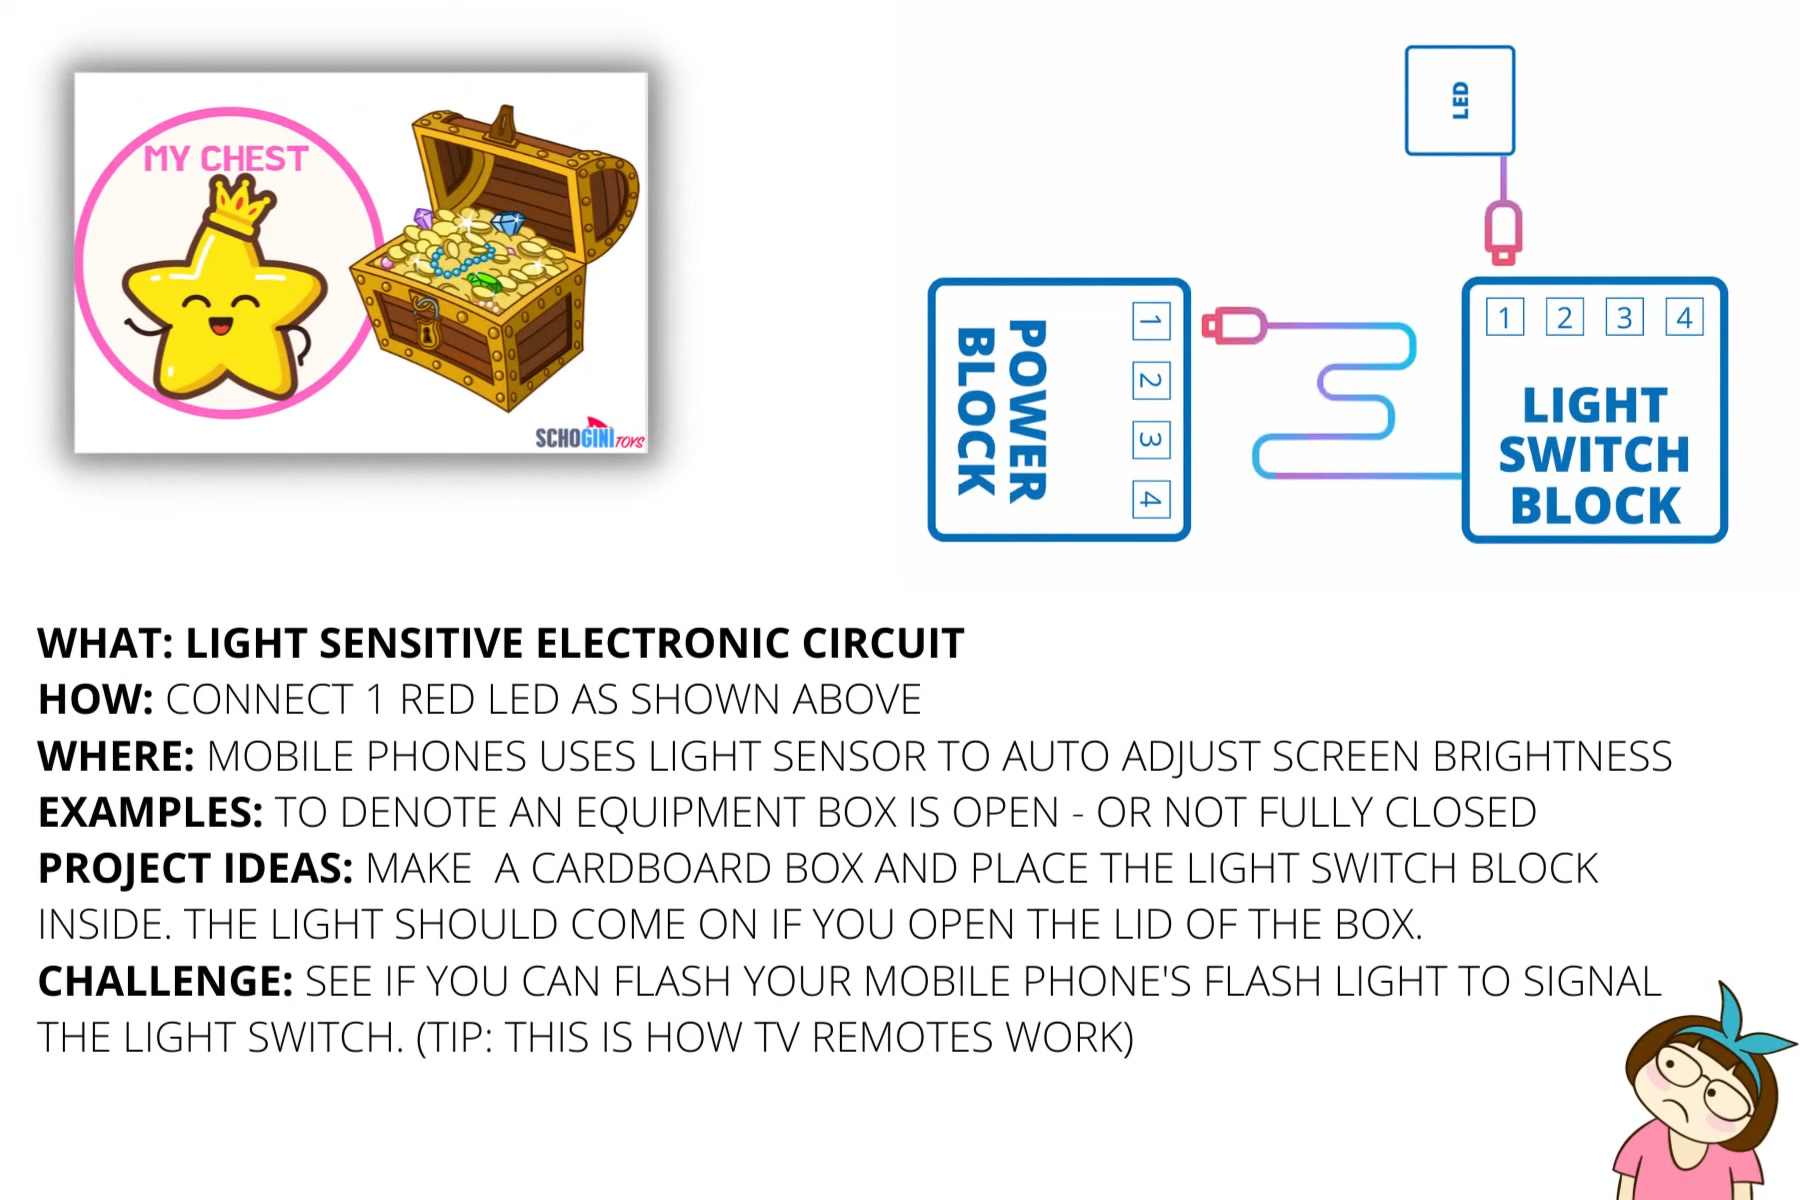 MY CHEST
SCHOGINI TOYS
LED
POWER
BLOCK
1
2
3
4
1 2 3 4
LIGHT
SWITCH
BLOCK
WHAT: LIGHT SENSITIVE ELECTRONIC CIRCUIT
HOW: CONNECT 1 RED LED AS SHOWN ABOVE
WHERE: MOBILE PHONES USES LIGHT SENSOR TO AUTO ADJUST SCREEN BRIGHTNESS
EXAMPLES: TO DENOTE AN EQUIPMENT BOX IS OPEN - OR NOT FULLY CLOSED
PROJECT IDEAS: MAKE  A CARDBOARD BOX AND PLACE THE LIGHT SWITCH BLOCK
INSIDE. THE LIGHT SHOULD COME ON IF YOU OPEN THE LID OF THE BOX.
CHALLENGE: SEE IF YOU CAN FLASH YOUR MOBILE PHONE'S FLASH LIGHT TO SIGNAL
THE LIGHT SWITCH. (TIP: THIS IS HOW TV REMOTES WORK)